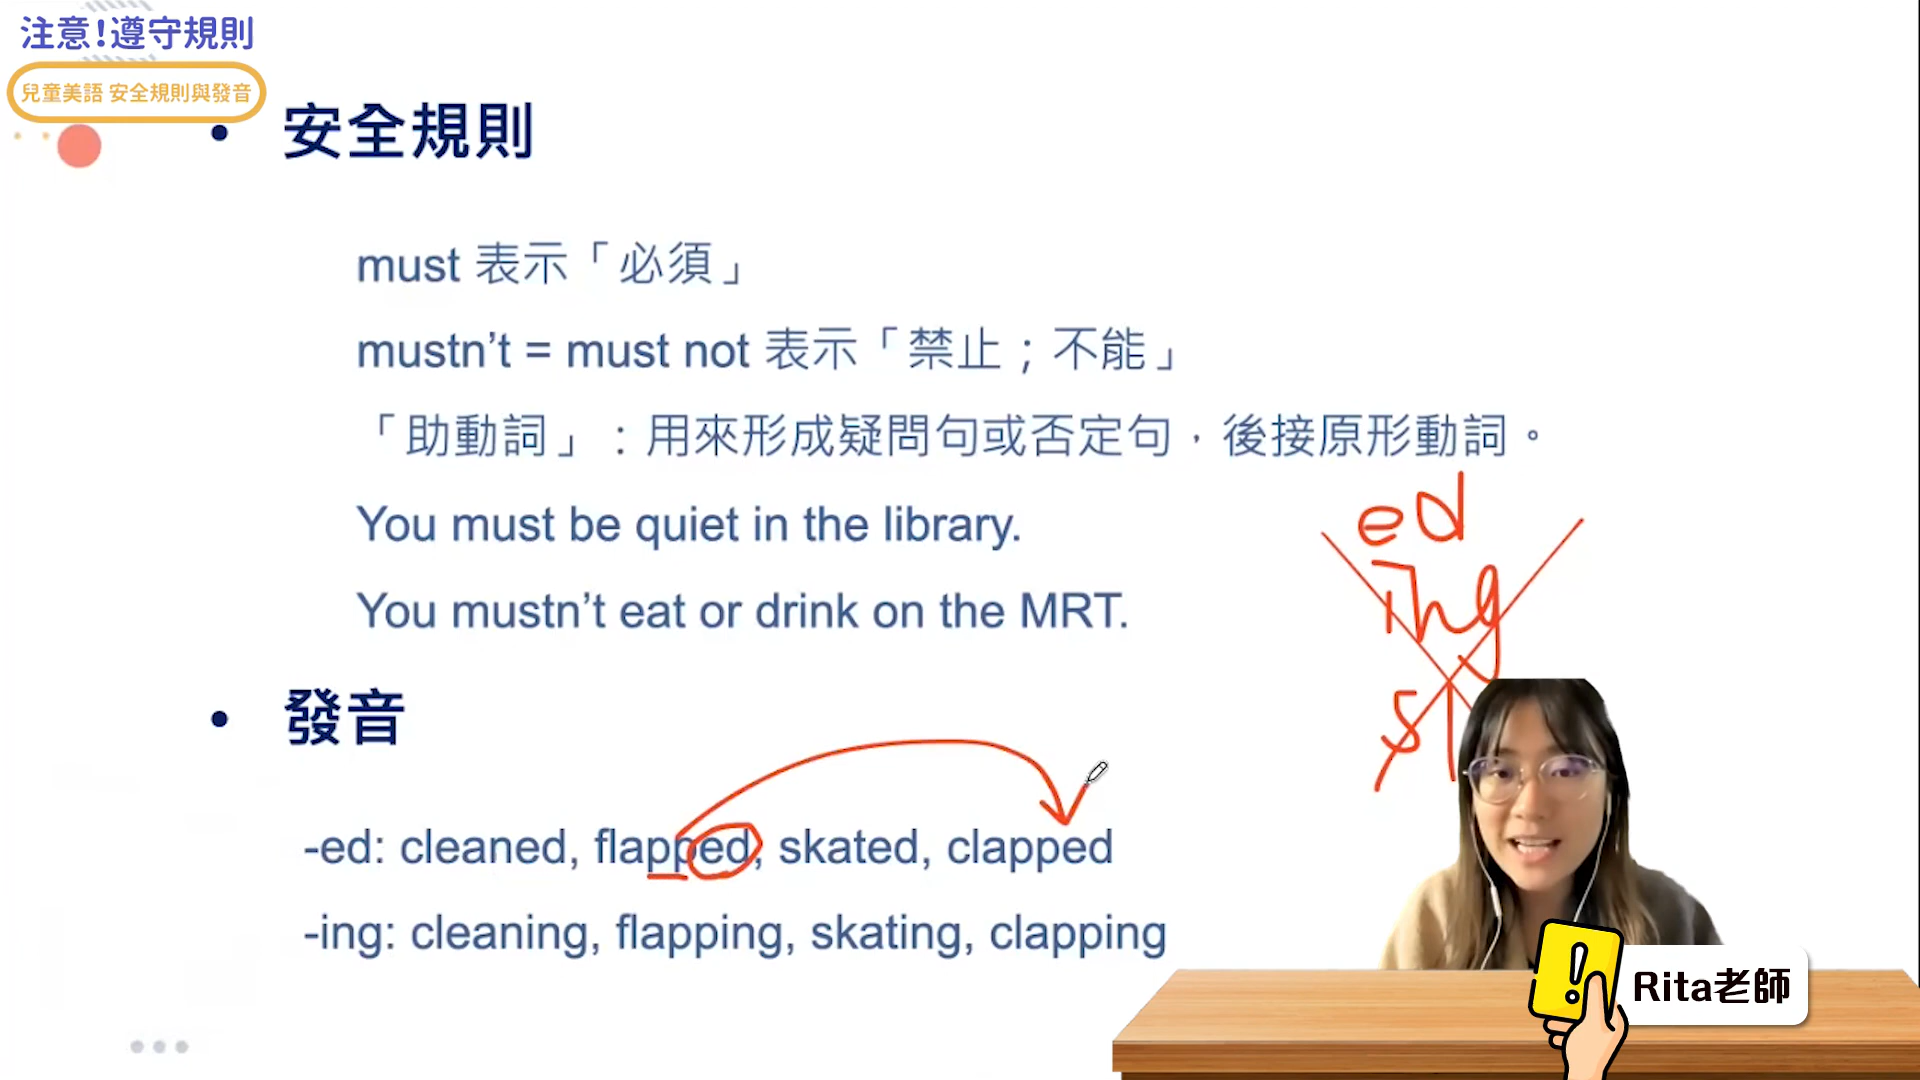 注意!遵守規則
兒童美語 安全規則與發音
• 安全規則
must 表示「必須」
mustn’t = must not 表示「禁止；不能」
「助動詞」：用來形成疑問句或否定句，後接原形動詞。
You must be quiet in the library.
You mustn’t eat or drink on the MRT.
ed
ing
• 發音
-ed: cleaned, flapped, skated, clapped
-ing: cleaning, flapping, skating, clapping
Rita老師